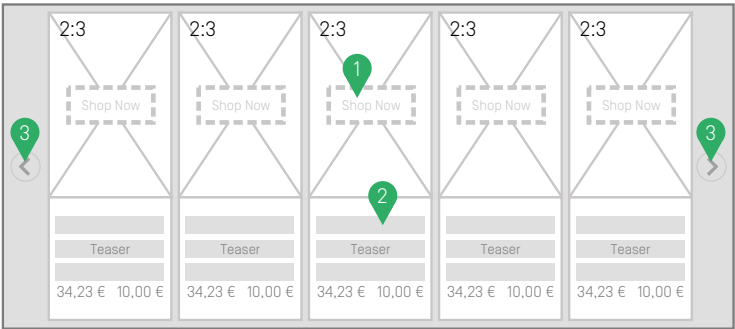 2:3 2:3 2:3 2:3 2:3
1
Shop Now Shop Now Shop Now Shop Now Shop Now
3 3
2
Teaser Teaser Teaser Teaser Teaser
34,23 € 10,00 € 34,23 € 10,00 € 34,23 € 10,00 € 34,23 € 10,00 € 34,23 € 10,00 €